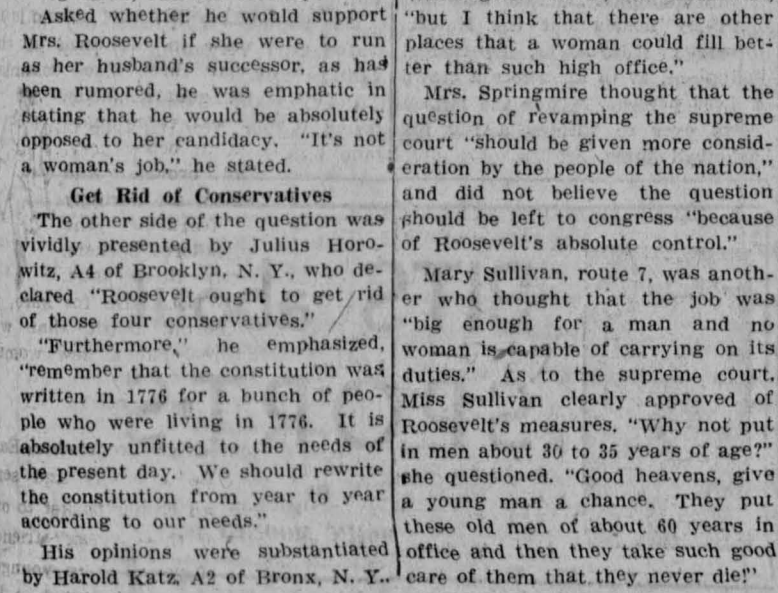 Asked whether he would support
Mrs. Roosevelt if she were to run
as her husband's successor, as has
been rumored, he was emphatic in
stating that he would be absolutely
opposed to her candidacy. "It's not
a woman's job," he stated.
Get Rid of Conservatives
The other side of the question was
vividly presented by Julius Horo-
witz, A4 of Brooklyn, N. Y., who de-
clared "Roosevelt ought to get rid
of those four conservatives."
"Furthermore," he emphasized,
"remember that the constitution was
written in 1776 for a bunch of peo-
ple who were living in 1776. It is
absolutely unfitted to the needs of
the present day. We should rewrite
the constitution from year to year
according to our needs."
His opinions were substantiated
by Harold Katz, A2 of Bronx, N. Y.,
"but I think that there are other
places that a woman could fill bet-
ter than such high office."
Mrs. Springmire thought that the
question of revamping the supreme
court "should be given more consid-
eration by the people of the nation,"
and did not believe the question
should be left to congress "because
of Roosevelt's absolute control."
Mary Sullivan, route 7, was anoth-
er who thought that the job was
"big enough for a man and no
woman is capable of carrying on its
duties." As to the supreme court,
Miss Sullivan clearly approved of
Roosevelt's measures. "Why not put
in men about 30 to 35 years of age?"
she questioned. "Good heavens, give
a young man a chance. They put
these old men of about 60 years in
office and then they take such good
care of them that they never die!"